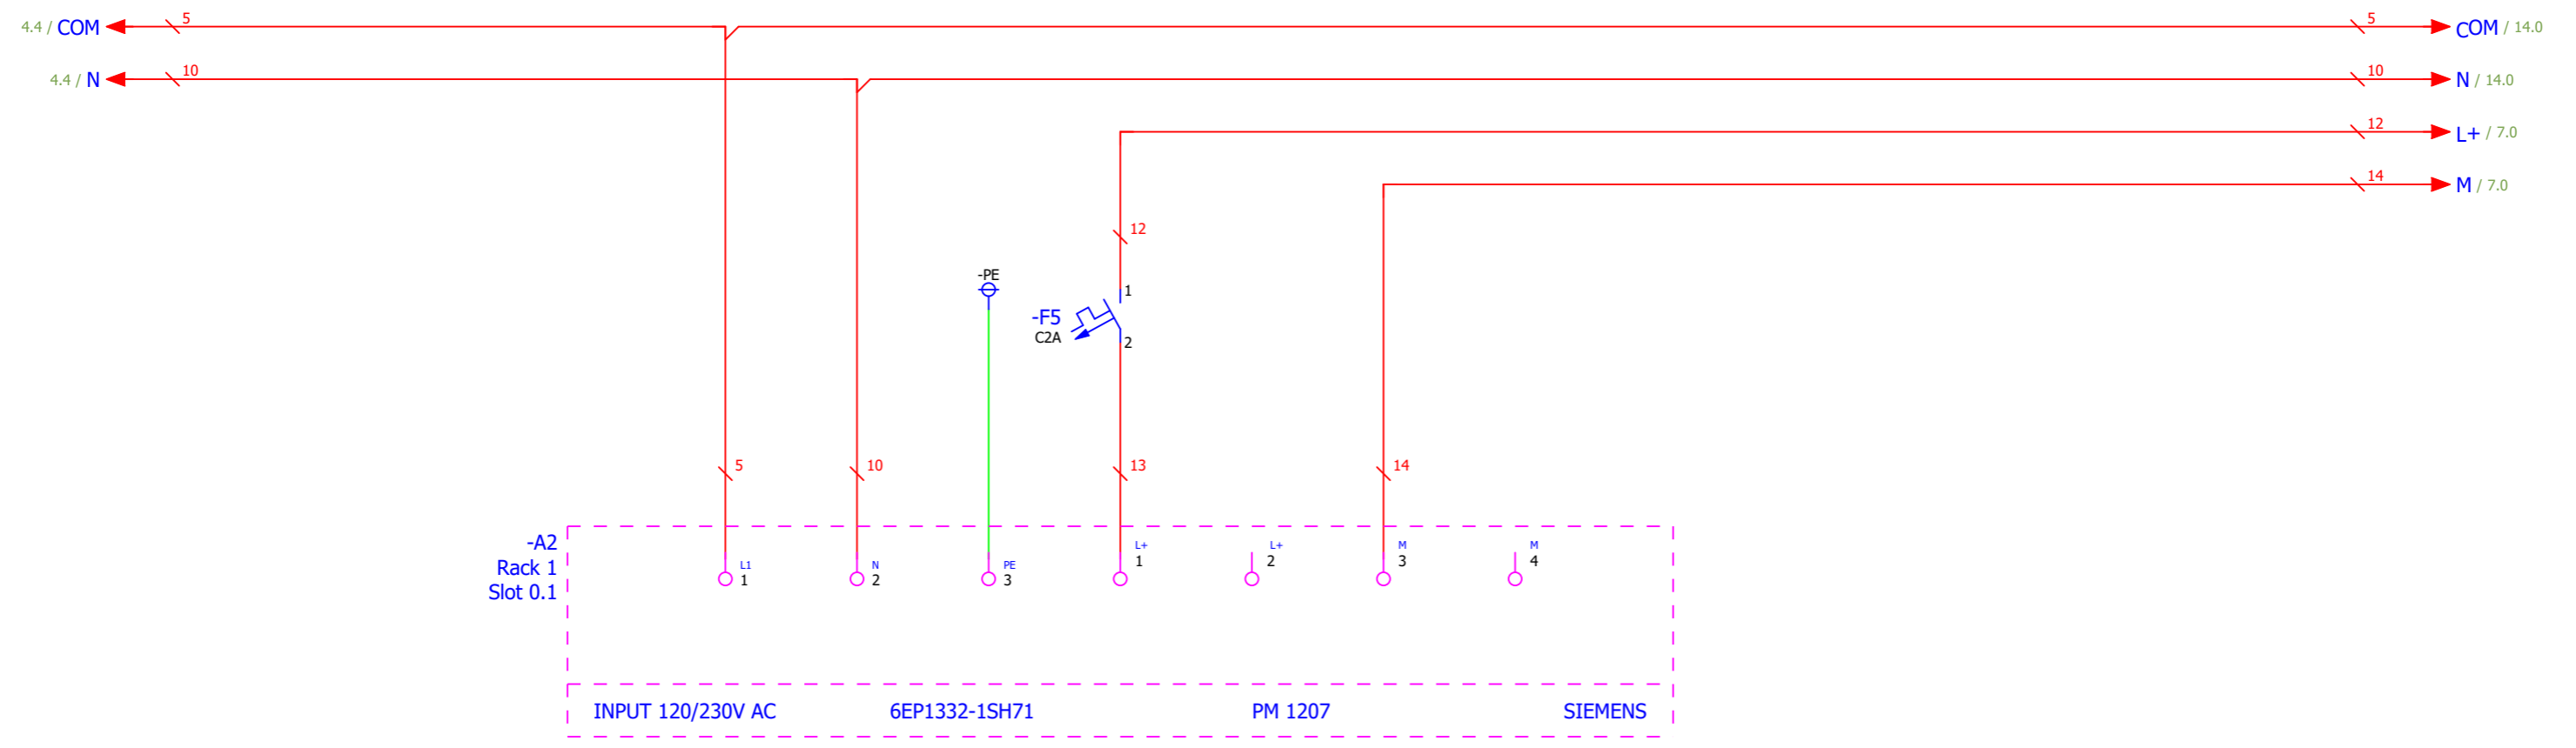 4.4 / COM
5
5
COM / 14.0
4.4 / N
10
10
N / 14.0
12
L+ / 7.0
14
M / 7.0
12
-PE
1
-F5
C2A
2
5
10
13
14
-A2
Rack 1
Slot 0.1
L1
1
N
2
PE
3
L+
1
L+
2
M
3
M
4
INPUT 120/230V AC
6EP1332-1SH71
PM 1207
SIEMENS